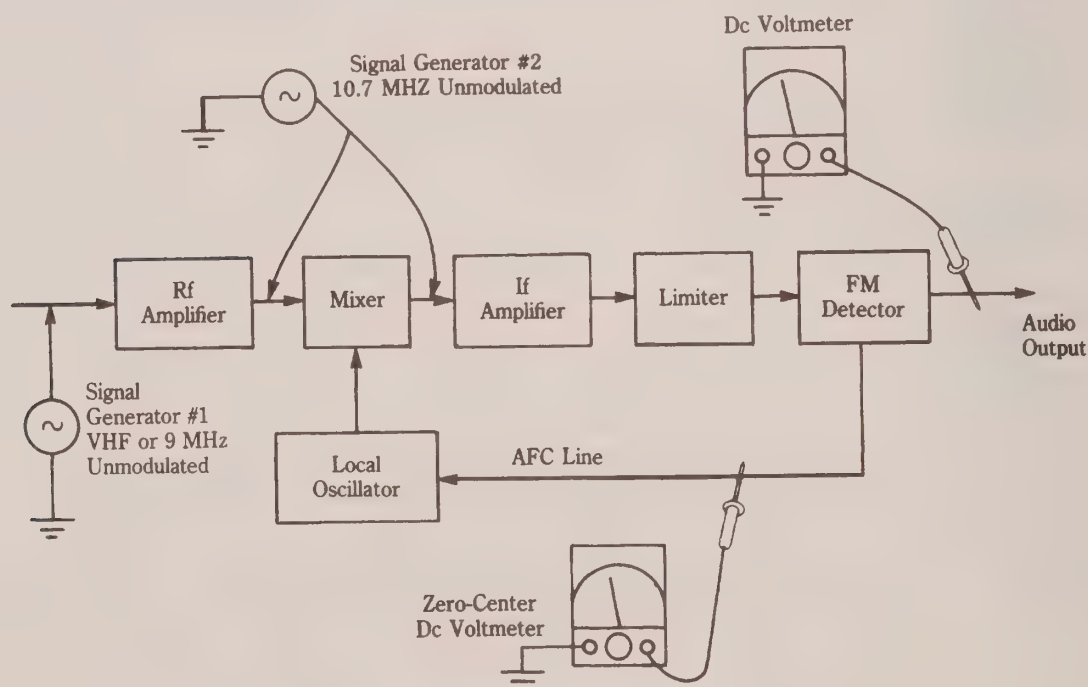 Dc Voltmeter
Signal Generator #2
10.7 MHZ Unmodulated
Rf
Amplifier
Mixer
If
Amplifier
Limiter
FM
Detector
Audio
Output
Signal
Generator #1
VHF or 9 MHz
Unmodulated
Local
Oscillator
AFC Line
Zero-Center
Dc Voltmeter